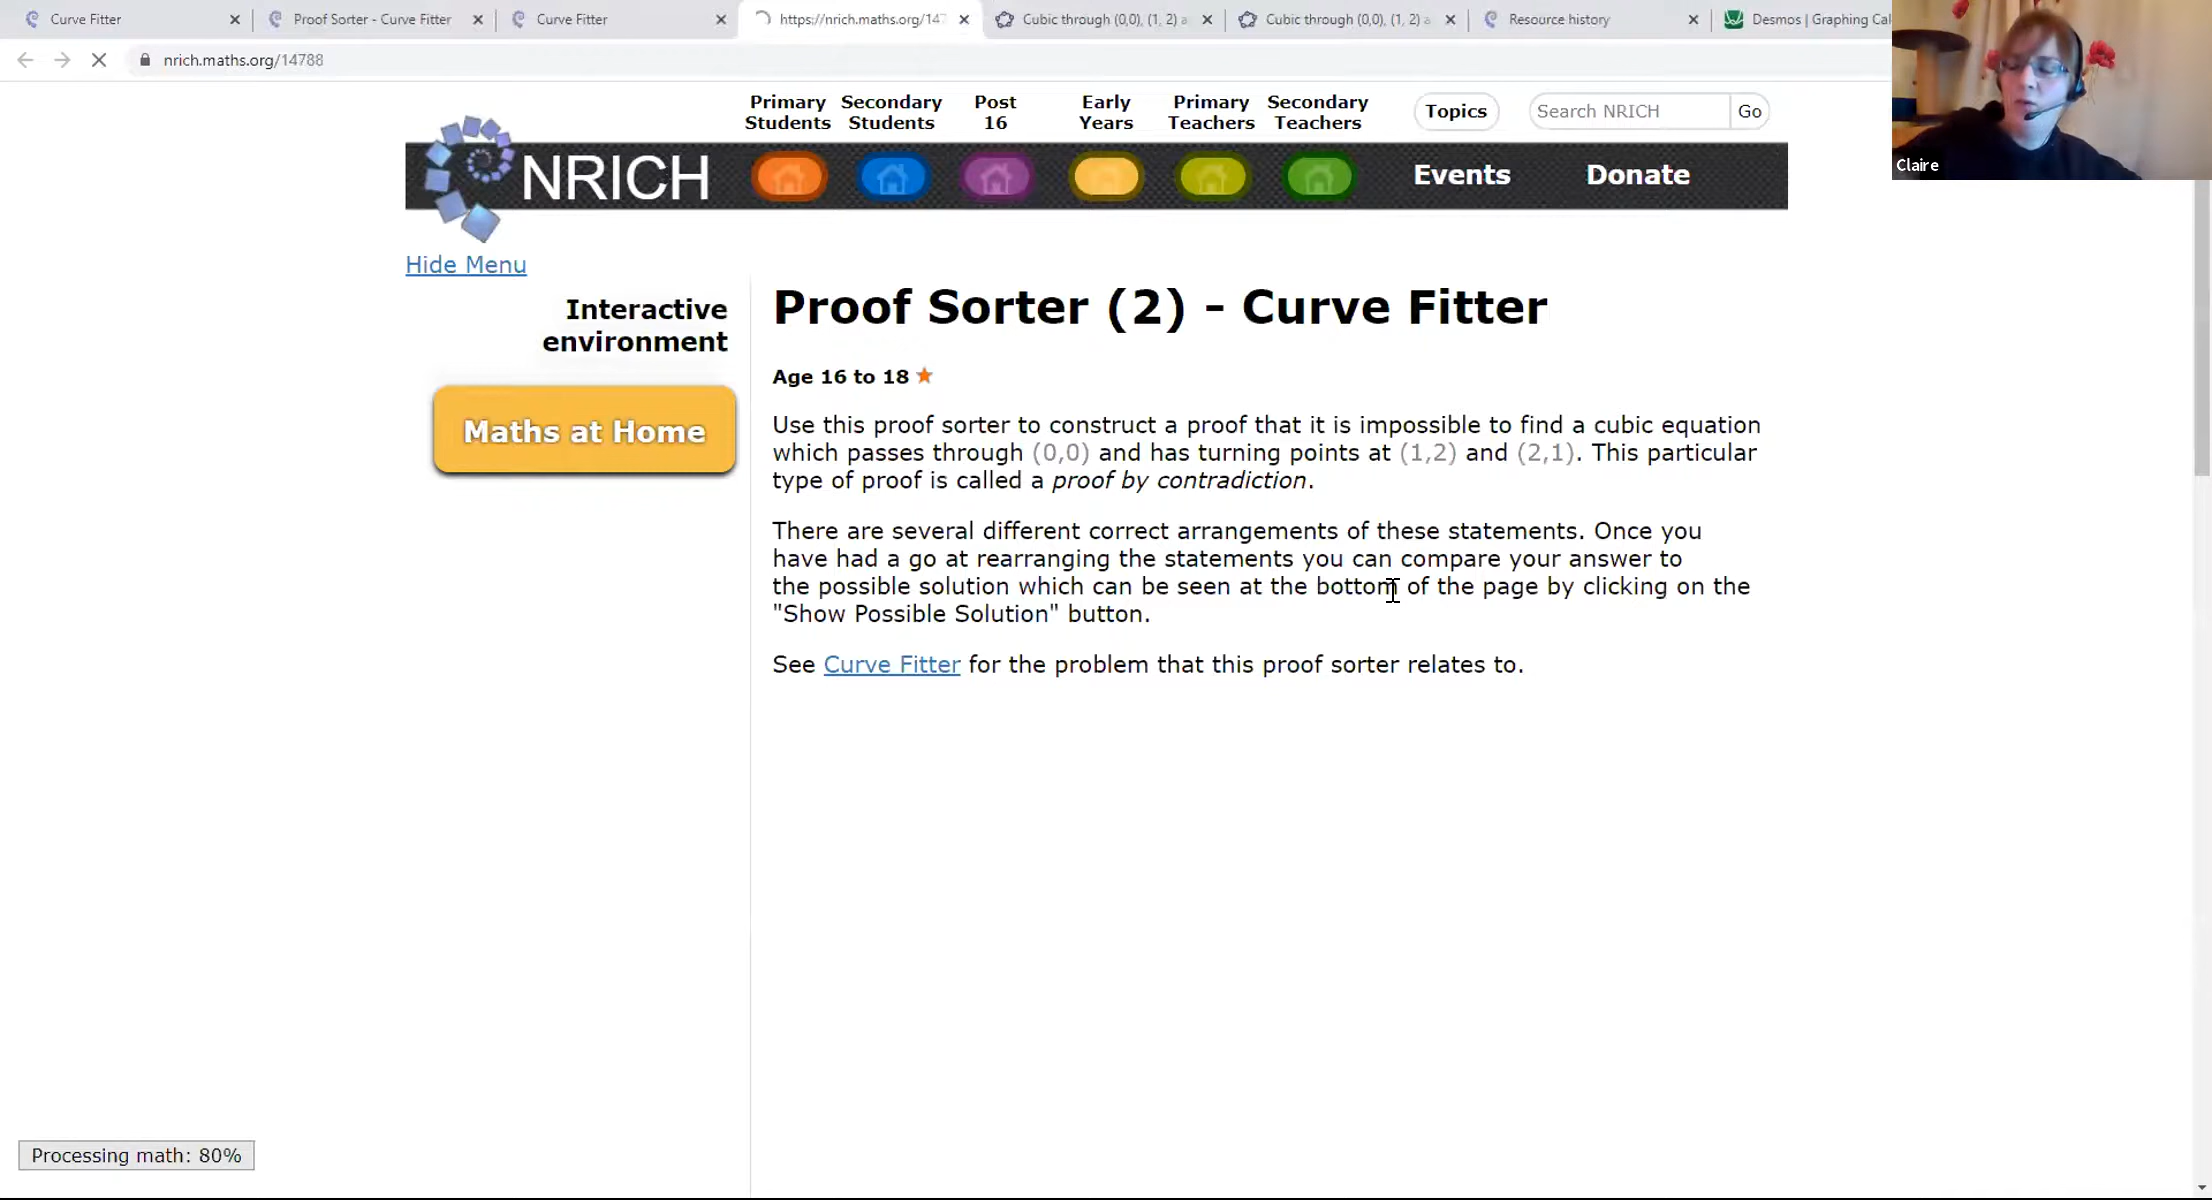 Curve Fitter
Proof Sorter - Curve Fitter
Curve Fitter
https://nrich.maths.org/147
Cubic through (0,0), (1, 2) a
Cubic through (0,0), (1, 2) a
Resource history
Desmos | Graphing Cal
nrich.maths.org/14788
Claire
Primary Students
Secondary Students
Post 16
Early Years
Primary Teachers
Secondary Teachers
Topics
Search NRICH
Go
NRICH
Events
Donate
Hide Menu
Interactive
environment
Maths at Home
Proof Sorter (2) - Curve Fitter
Age 16 to 18
Use this proof sorter to construct a proof that it is impossible to find a cubic equation
which passes through (0,0) and has turning points at (1,2) and (2,1). This particular
type of proof is called a proof by contradiction.
There are several different correct arrangements of these statements. Once you
have had a go at rearranging the statements you can compare your answer to
the possible solution which can be seen at the bottom of the page by clicking on the
"Show Possible Solution" button.
See Curve Fitter for the problem that this proof sorter relates to.
Processing math: 80%